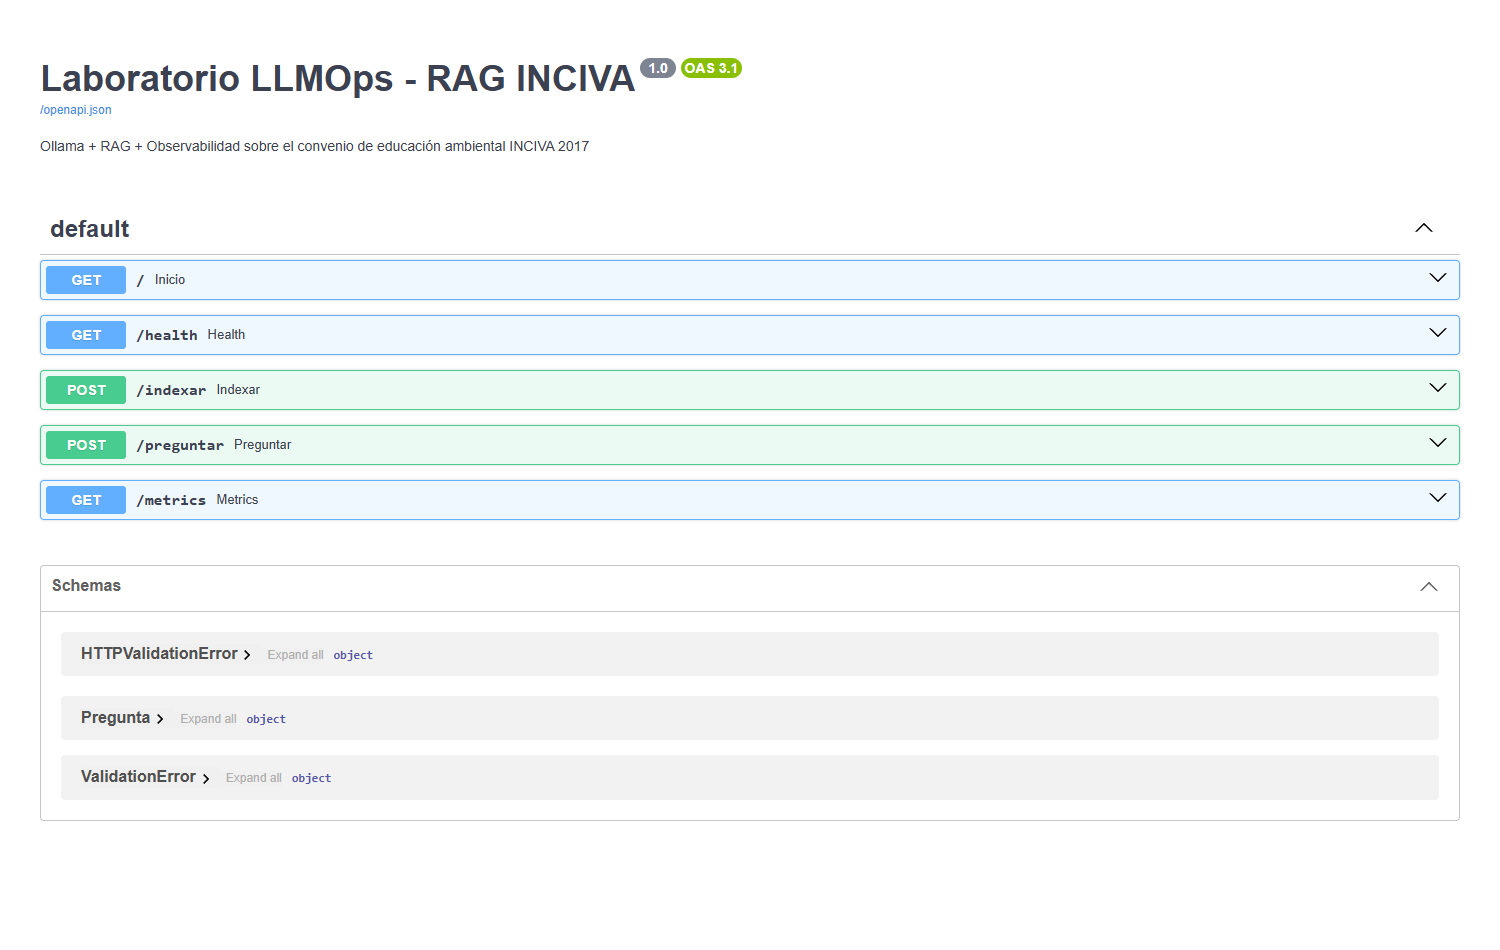 Laboratorio LLMOps - RAG INCIVA 1.0 OAS 3.1
/openapi.json
Ollama + RAG + Observabilidad sobre el convenio de educación ambiental INCIVA 2017
default
GET / Inicio
GET /health Health
POST /indexar Indexar
POST /preguntar Preguntar
GET /metrics Metrics
Schemas
HTTPValidationError Expand all object
Pregunta Expand all object
ValidationError Expand all object